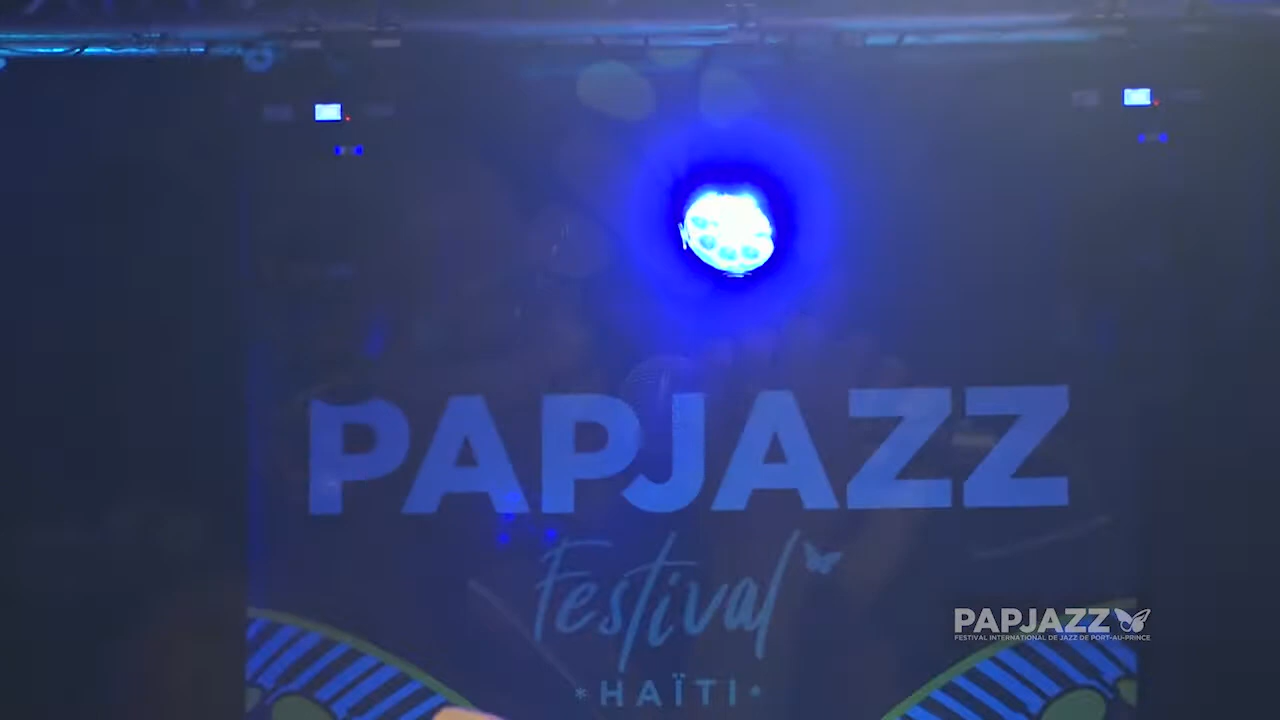 PAPJAZZ
Festival
*HAÏTI*
PAPJAZZ
FESTIVAL INTERNATIONAL DE JAZZ DE PORT-AU-PRINCE